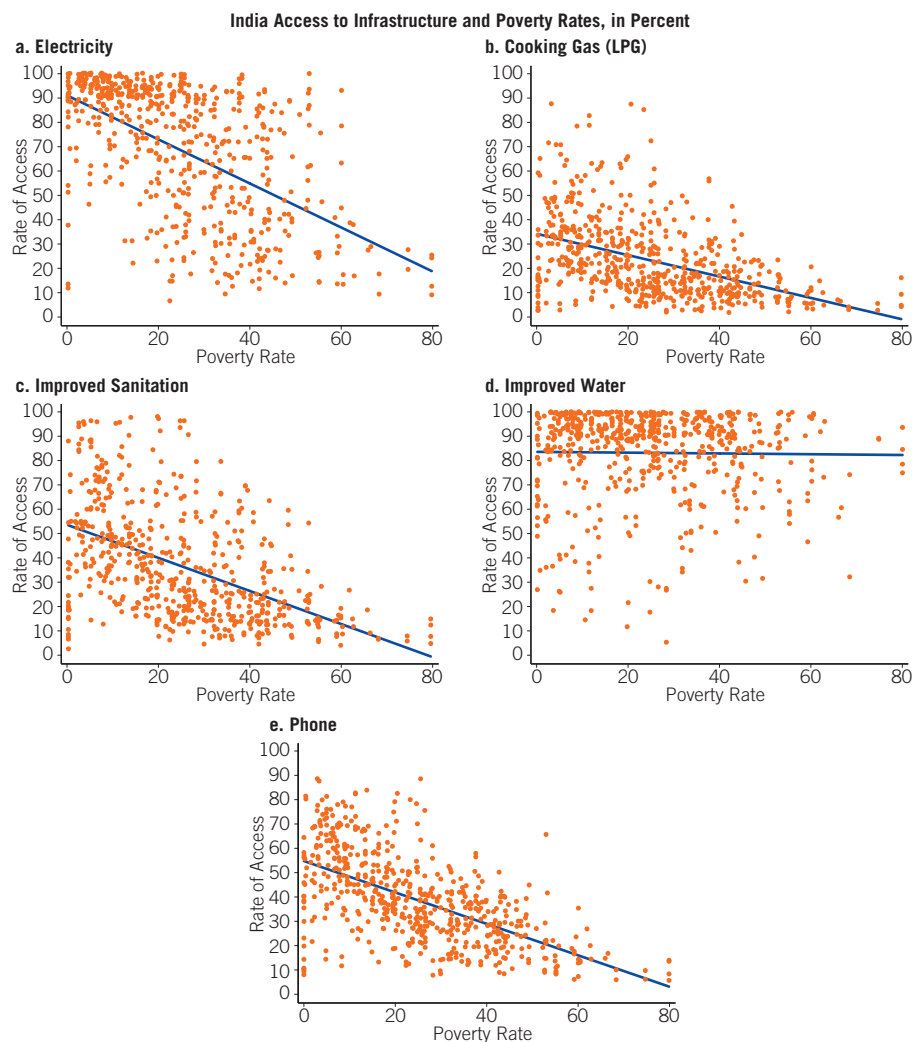 India Access to Infrastructure and Poverty Rates, in Percent
a. Electricity
100
90
80
70
60
50
40
30
20
10
0
Rate of Access
0 20 40 60 80
Poverty Rate
b. Cooking Gas (LPG)
100
90
80
70
60
50
40
30
20
10
0
Rate of Access
0 20 40 60 80
Poverty Rate
c. Improved Sanitation
100
90
80
70
60
50
40
30
20
10
0
Rate of Access
0 20 40 60 80
Poverty Rate
d. Improved Water
100
90
80
70
60
50
40
30
20
10
0
Rate of Access
0 20 40 60 80
Poverty Rate
e. Phone
100
90
80
70
60
50
40
30
20
10
0
Rate of Access
0 20 40 60 80
Poverty Rate